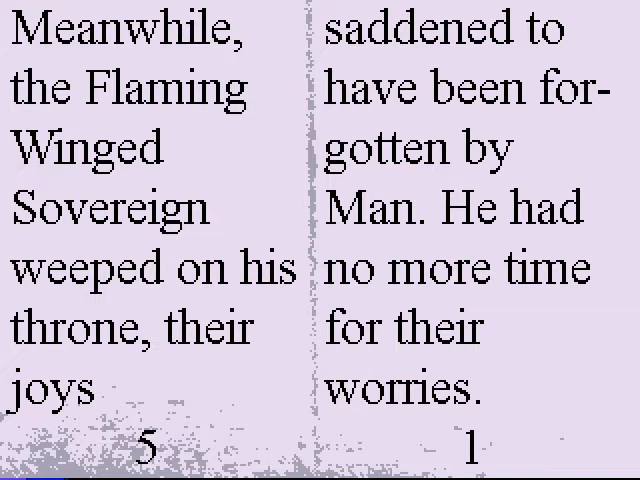 Meanwhile,
the Flaming
Winged
Sovereign
weeped on his
throne, their
joys
5
saddened to
have been for-
gotten by
Man. He had
no more time
for their
worries.
1